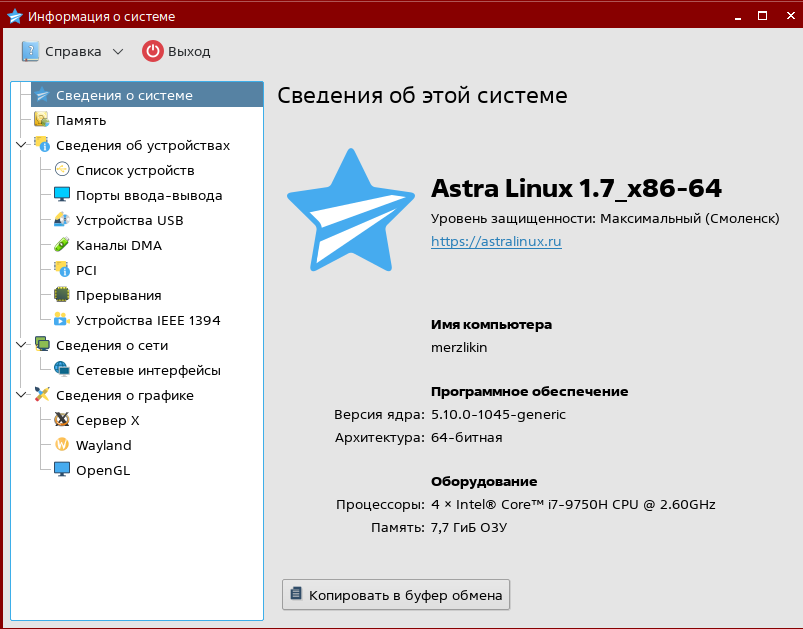 Информация о системе
Справка Выход
Сведения о системе
Память
Сведения об устройствах
Список устройств
Порты ввода-вывода
Устройства USB
Каналы DMA
PCI
Прерывания
Устройства IEEE 1394
Сведения о сети
Сетевые интерфейсы
Сведения о графике
Сервер X
Wayland
OpenGL
Сведения об этой системе
Astra Linux 1.7_x86-64
Уровень защищенности: Максимальный (Смоленск)
https://astralinux.ru
Имя компьютера
merzlikin
Программное обеспечение
Версия ядра: 5.10.0-1045-generic
Архитектура: 64-битная
Оборудование
Процессоры: 4 × Intel® Core™ i7-9750H CPU @ 2.60GHz
Память: 7,7 ГиБ ОЗУ
Копировать в буфер обмена